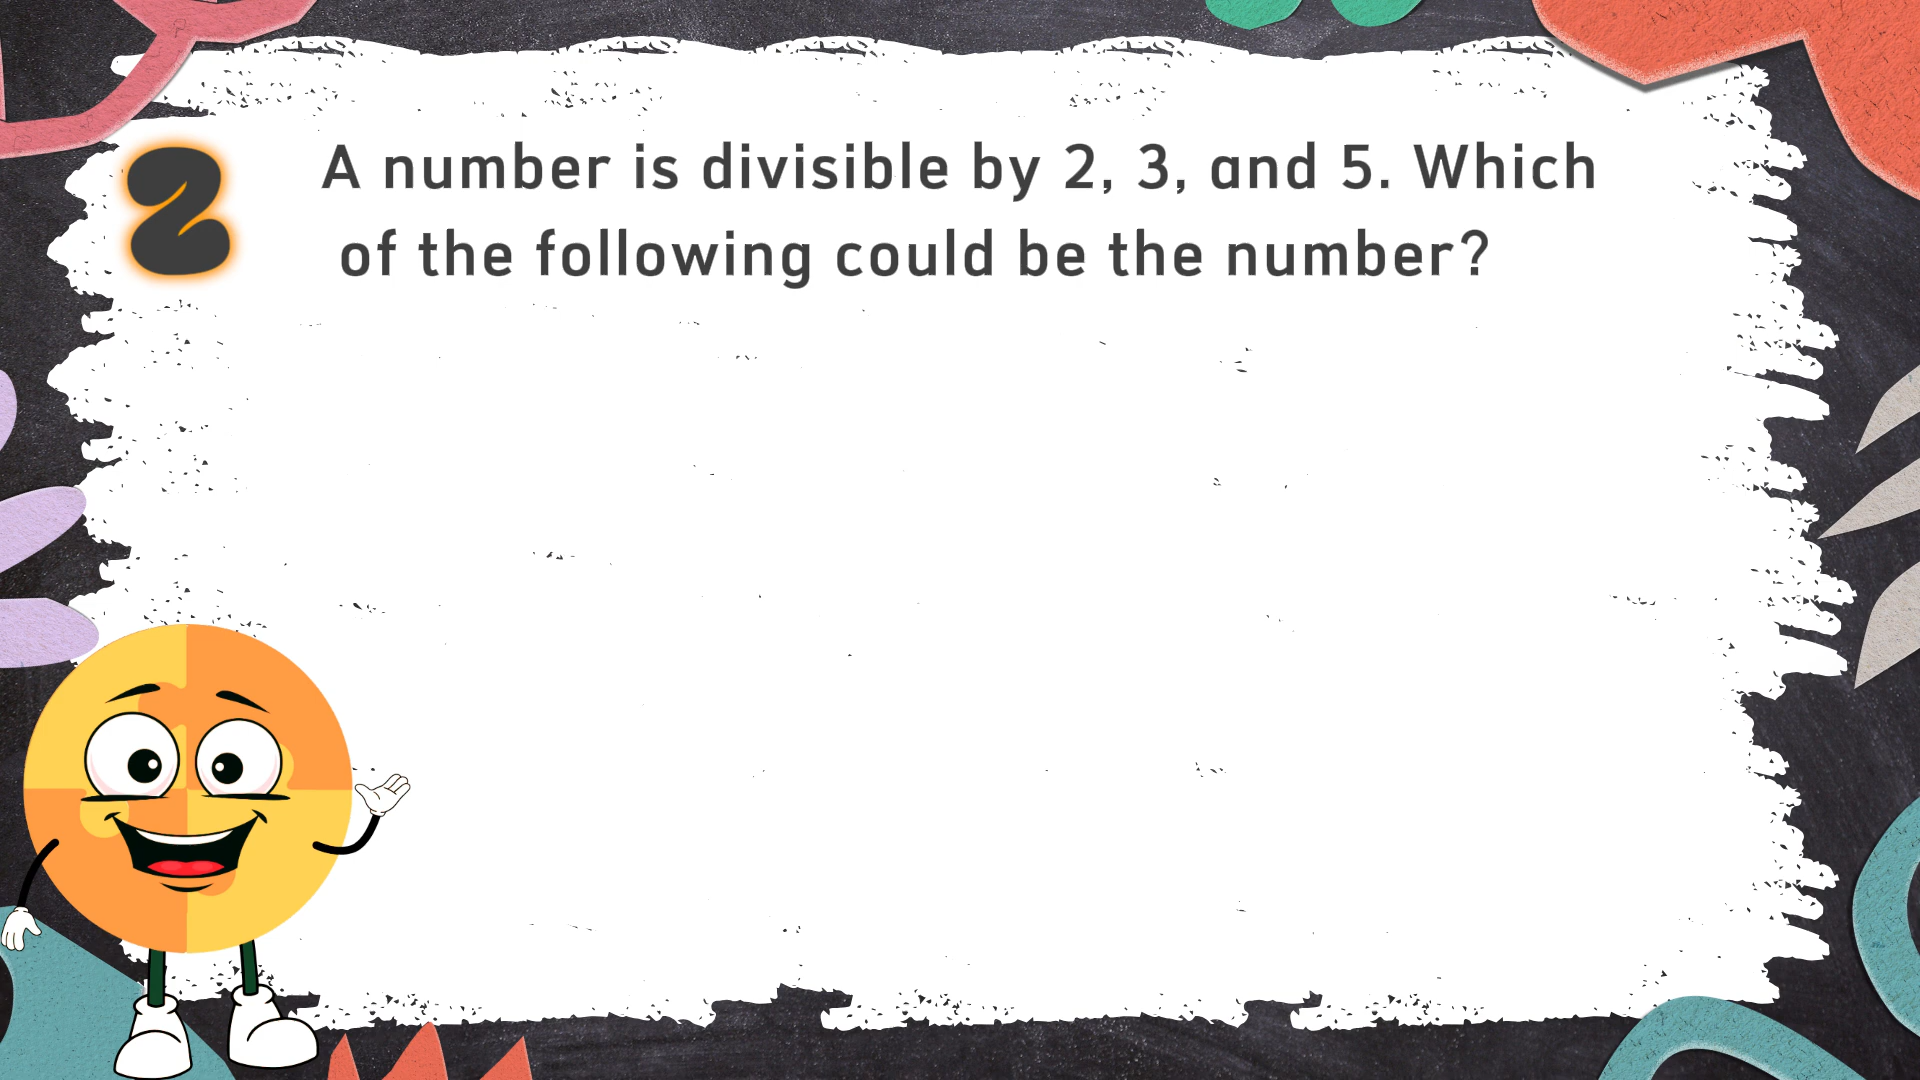 2
A number is divisible by 2, 3, and 5. Which
of the following could be the number?